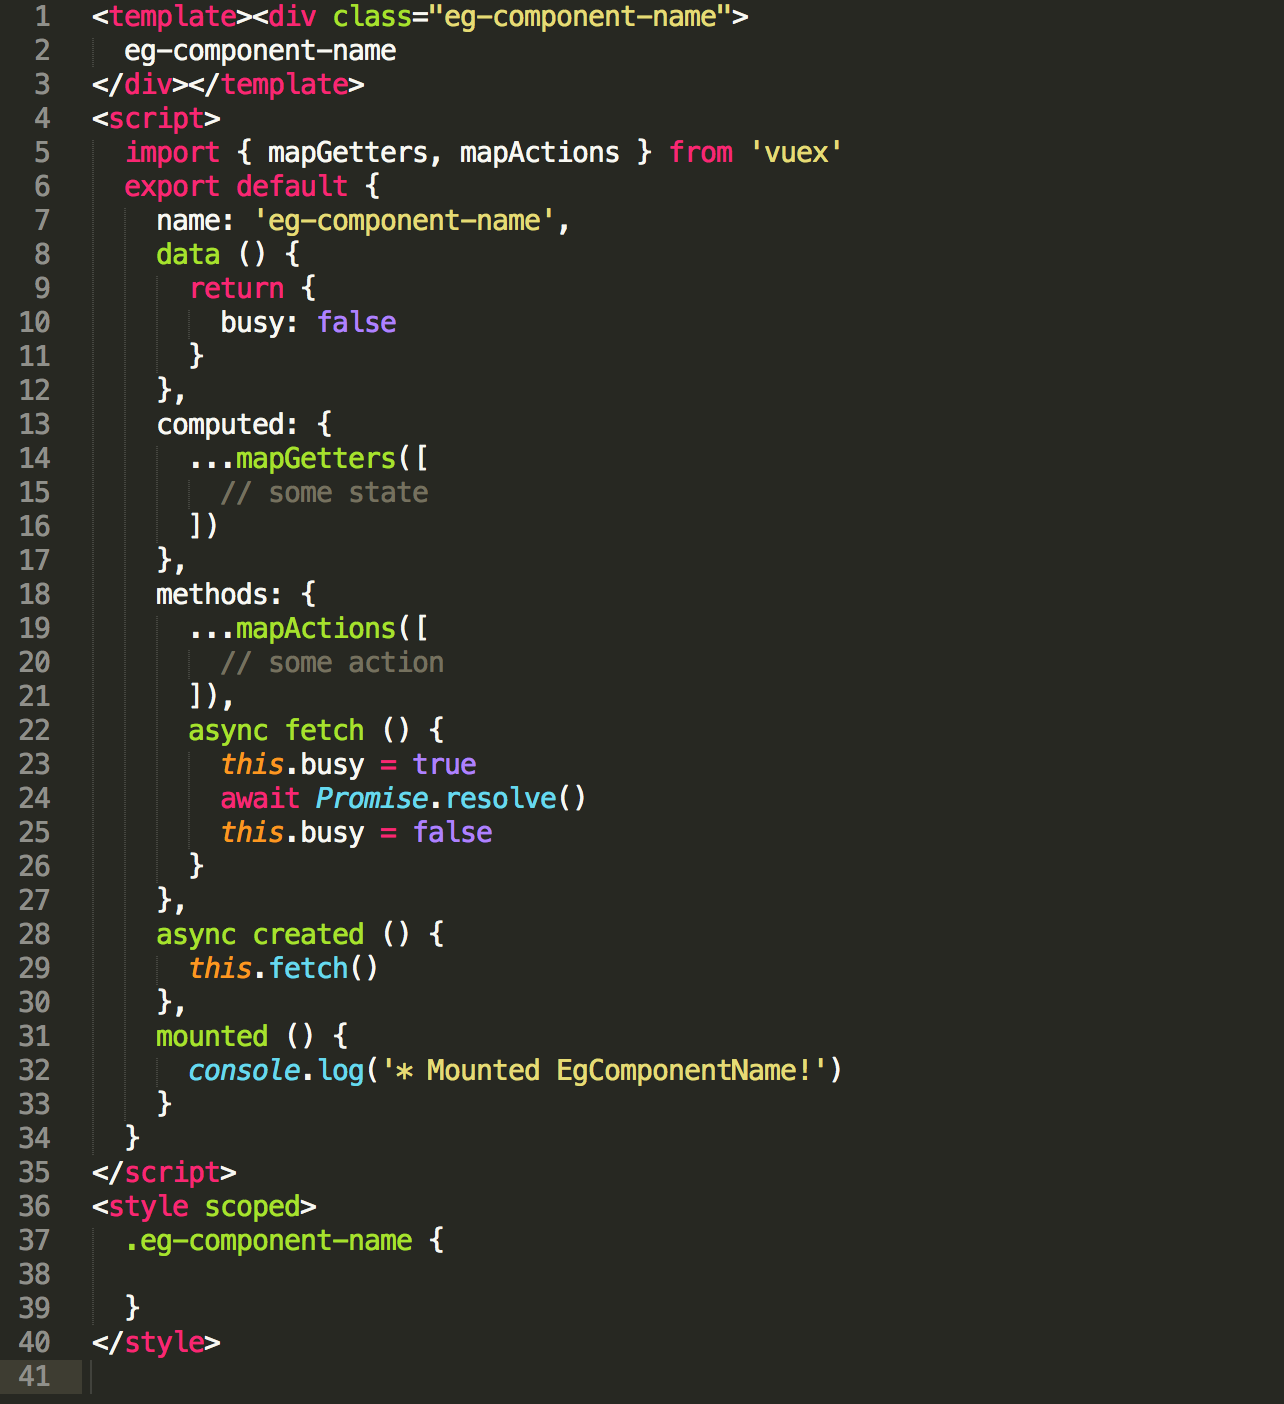 1 <template><div class="eg-component-name">
2   eg-component-name
3 </div></template>
4 <script>
5   import { mapGetters, mapActions } from 'vuex'
6   export default {
7     name: 'eg-component-name',
8     data () {
9       return {
10         busy: false
11       }
12     },
13     computed: {
14       ...mapGetters([
15         // some state
16       ])
17     },
18     methods: {
19       ...mapActions([
20         // some action
21       ]),
22       async fetch () {
23         this.busy = true
24         await Promise.resolve()
25         this.busy = false
26       }
27     },
28     async created () {
29       this.fetch()
30     },
31     mounted () {
32       console.log('* Mounted EgComponentName!')
33     }
34   }
35 </script>
36 <style scoped>
37   .eg-component-name {
38
39   }
40 </style>
41